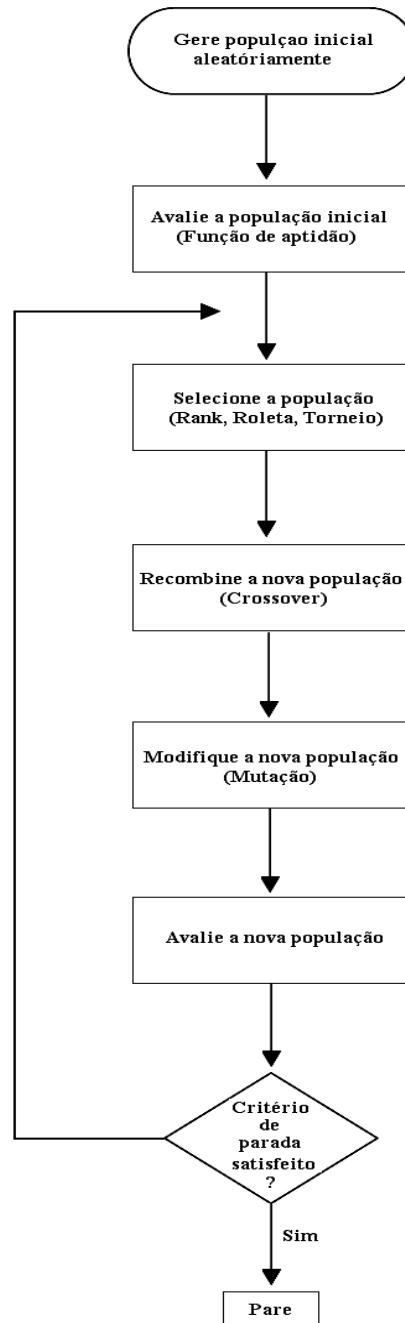 Gere populçao inicial
aleatóriamente
Avalie a população inicial
(Função de aptidão)
Selecione a população
(Rank, Roleta, Torneio)
Recombine a nova população
(Crossover)
Modifique a nova população
(Mutação)
Avalie a nova população
Critério
de
parada
satisfeito
?
Sim
Pare